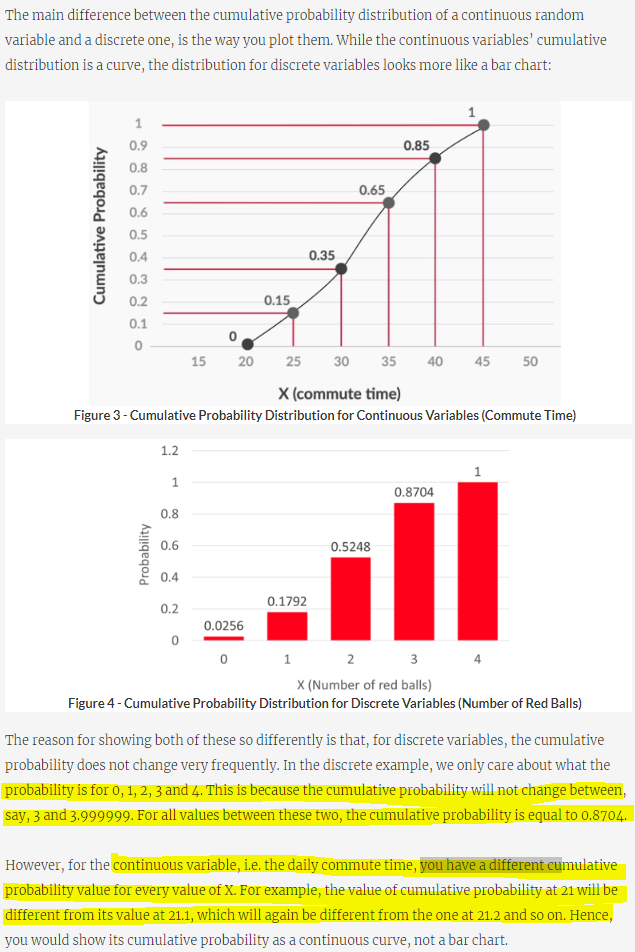 The main difference between the cumulative probability distribution of a continuous random
variable and a discrete one, is the way you plot them. While the continuous variables’ cumulative
distribution is a curve, the distribution for discrete variables looks more like a bar chart:
Cumulative Probability
1
0.9
0.8
0.7
0.6
0.5
0.4
0.3
0.2
0.1
0
0
0.15
0.35
0.65
0.85
1
15 20 25 30 35 40 45 50
X (commute time)
Figure 3 - Cumulative Probability Distribution for Continuous Variables (Commute Time)
Probability
1.2
1
0.8
0.6
0.4
0.2
0
0.0256
0.1792
0.5248
0.8704
1
0 1 2 3 4
X (Number of red balls)
Figure 4 - Cumulative Probability Distribution for Discrete Variables (Number of Red Balls)
The reason for showing both of these so differently is that, for discrete variables, the cumulative
probability does not change very frequently. In the discrete example, we only care about what the
probability is for 0, 1, 2, 3 and 4. This is because the cumulative probability will not change between,
say, 3 and 3.999999. For all values between these two, the cumulative probability is equal to 0.8704.
However, for the continuous variable, i.e. the daily commute time, you have a different cumulative
probability value for every value of X. For example, the value of cumulative probability at 21 will be
different from its value at 21.1, which will again be different from the one at 21.2 and so on. Hence,
you would show its cumulative probability as a continuous curve, not a bar chart.